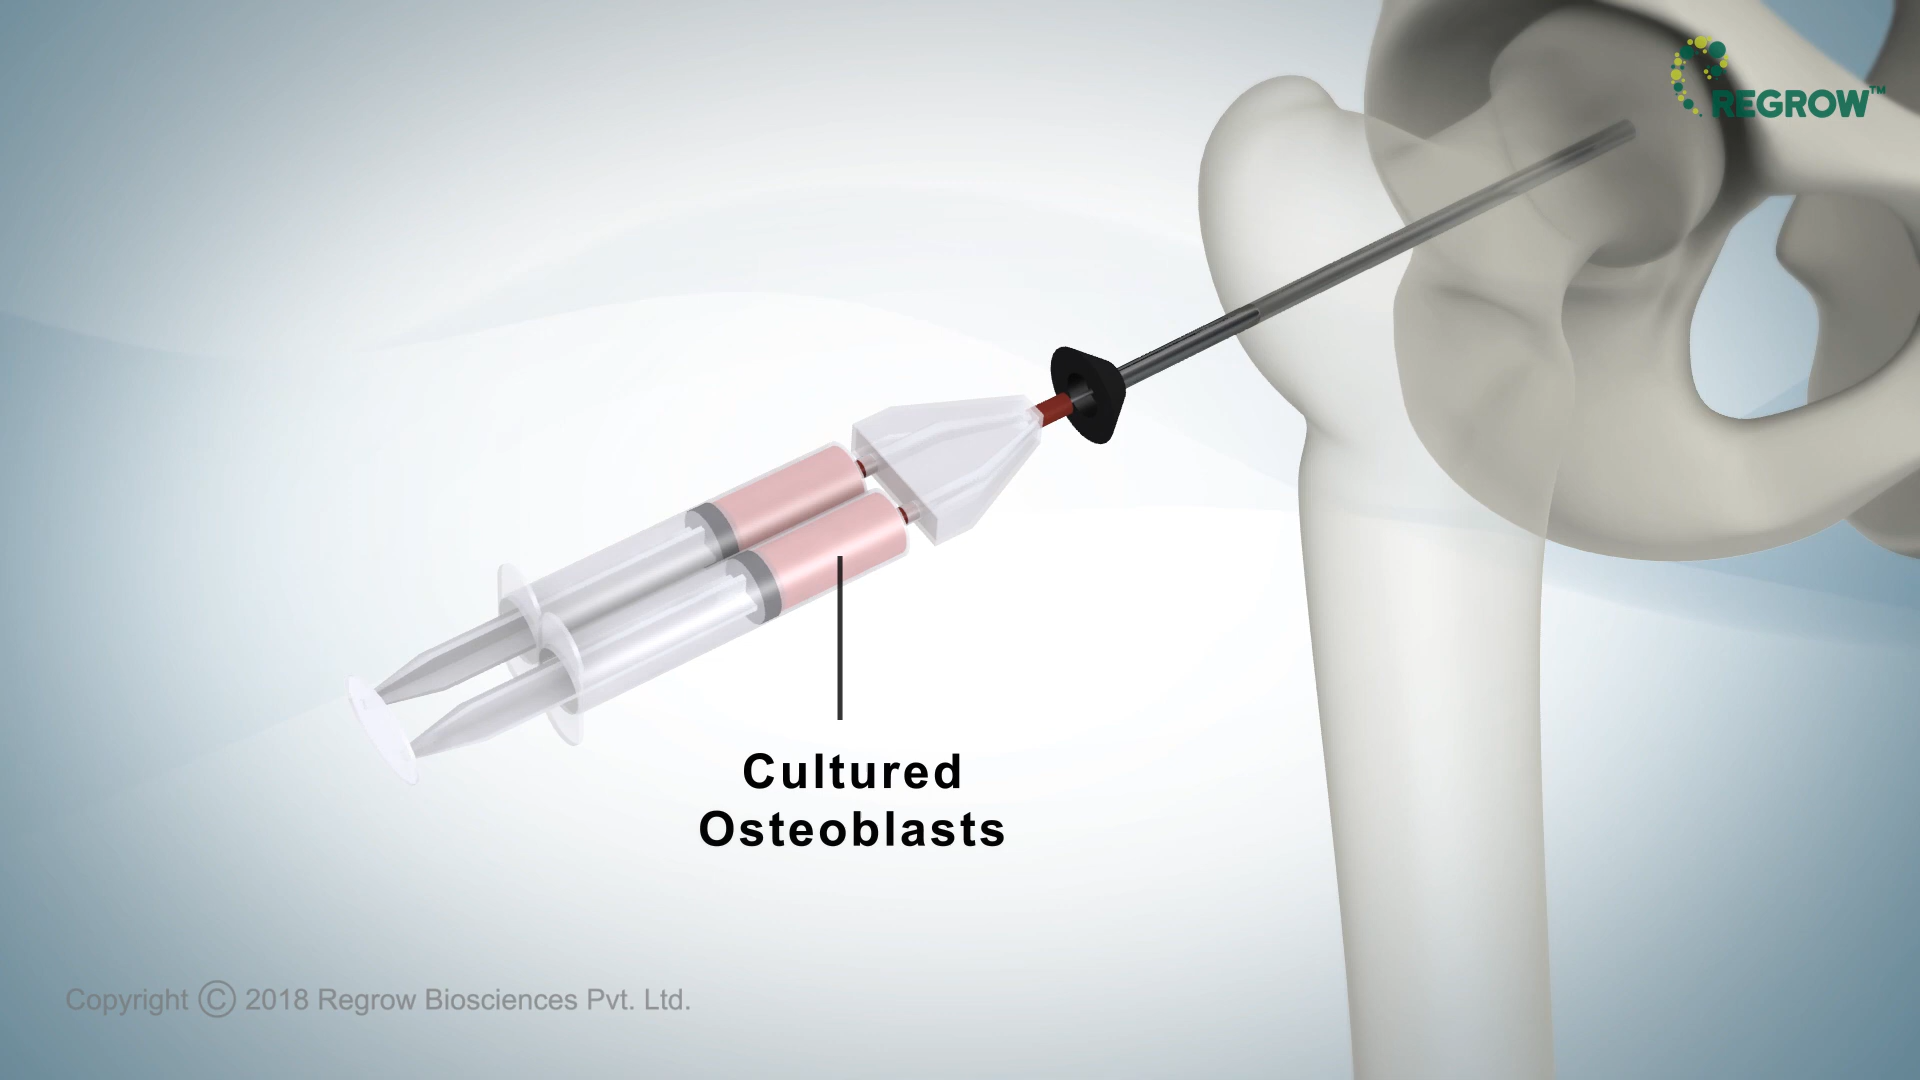 REGROW™
Cultured
Osteoblasts
Copyright © 2018 Regrow Biosciences Pvt. Ltd.